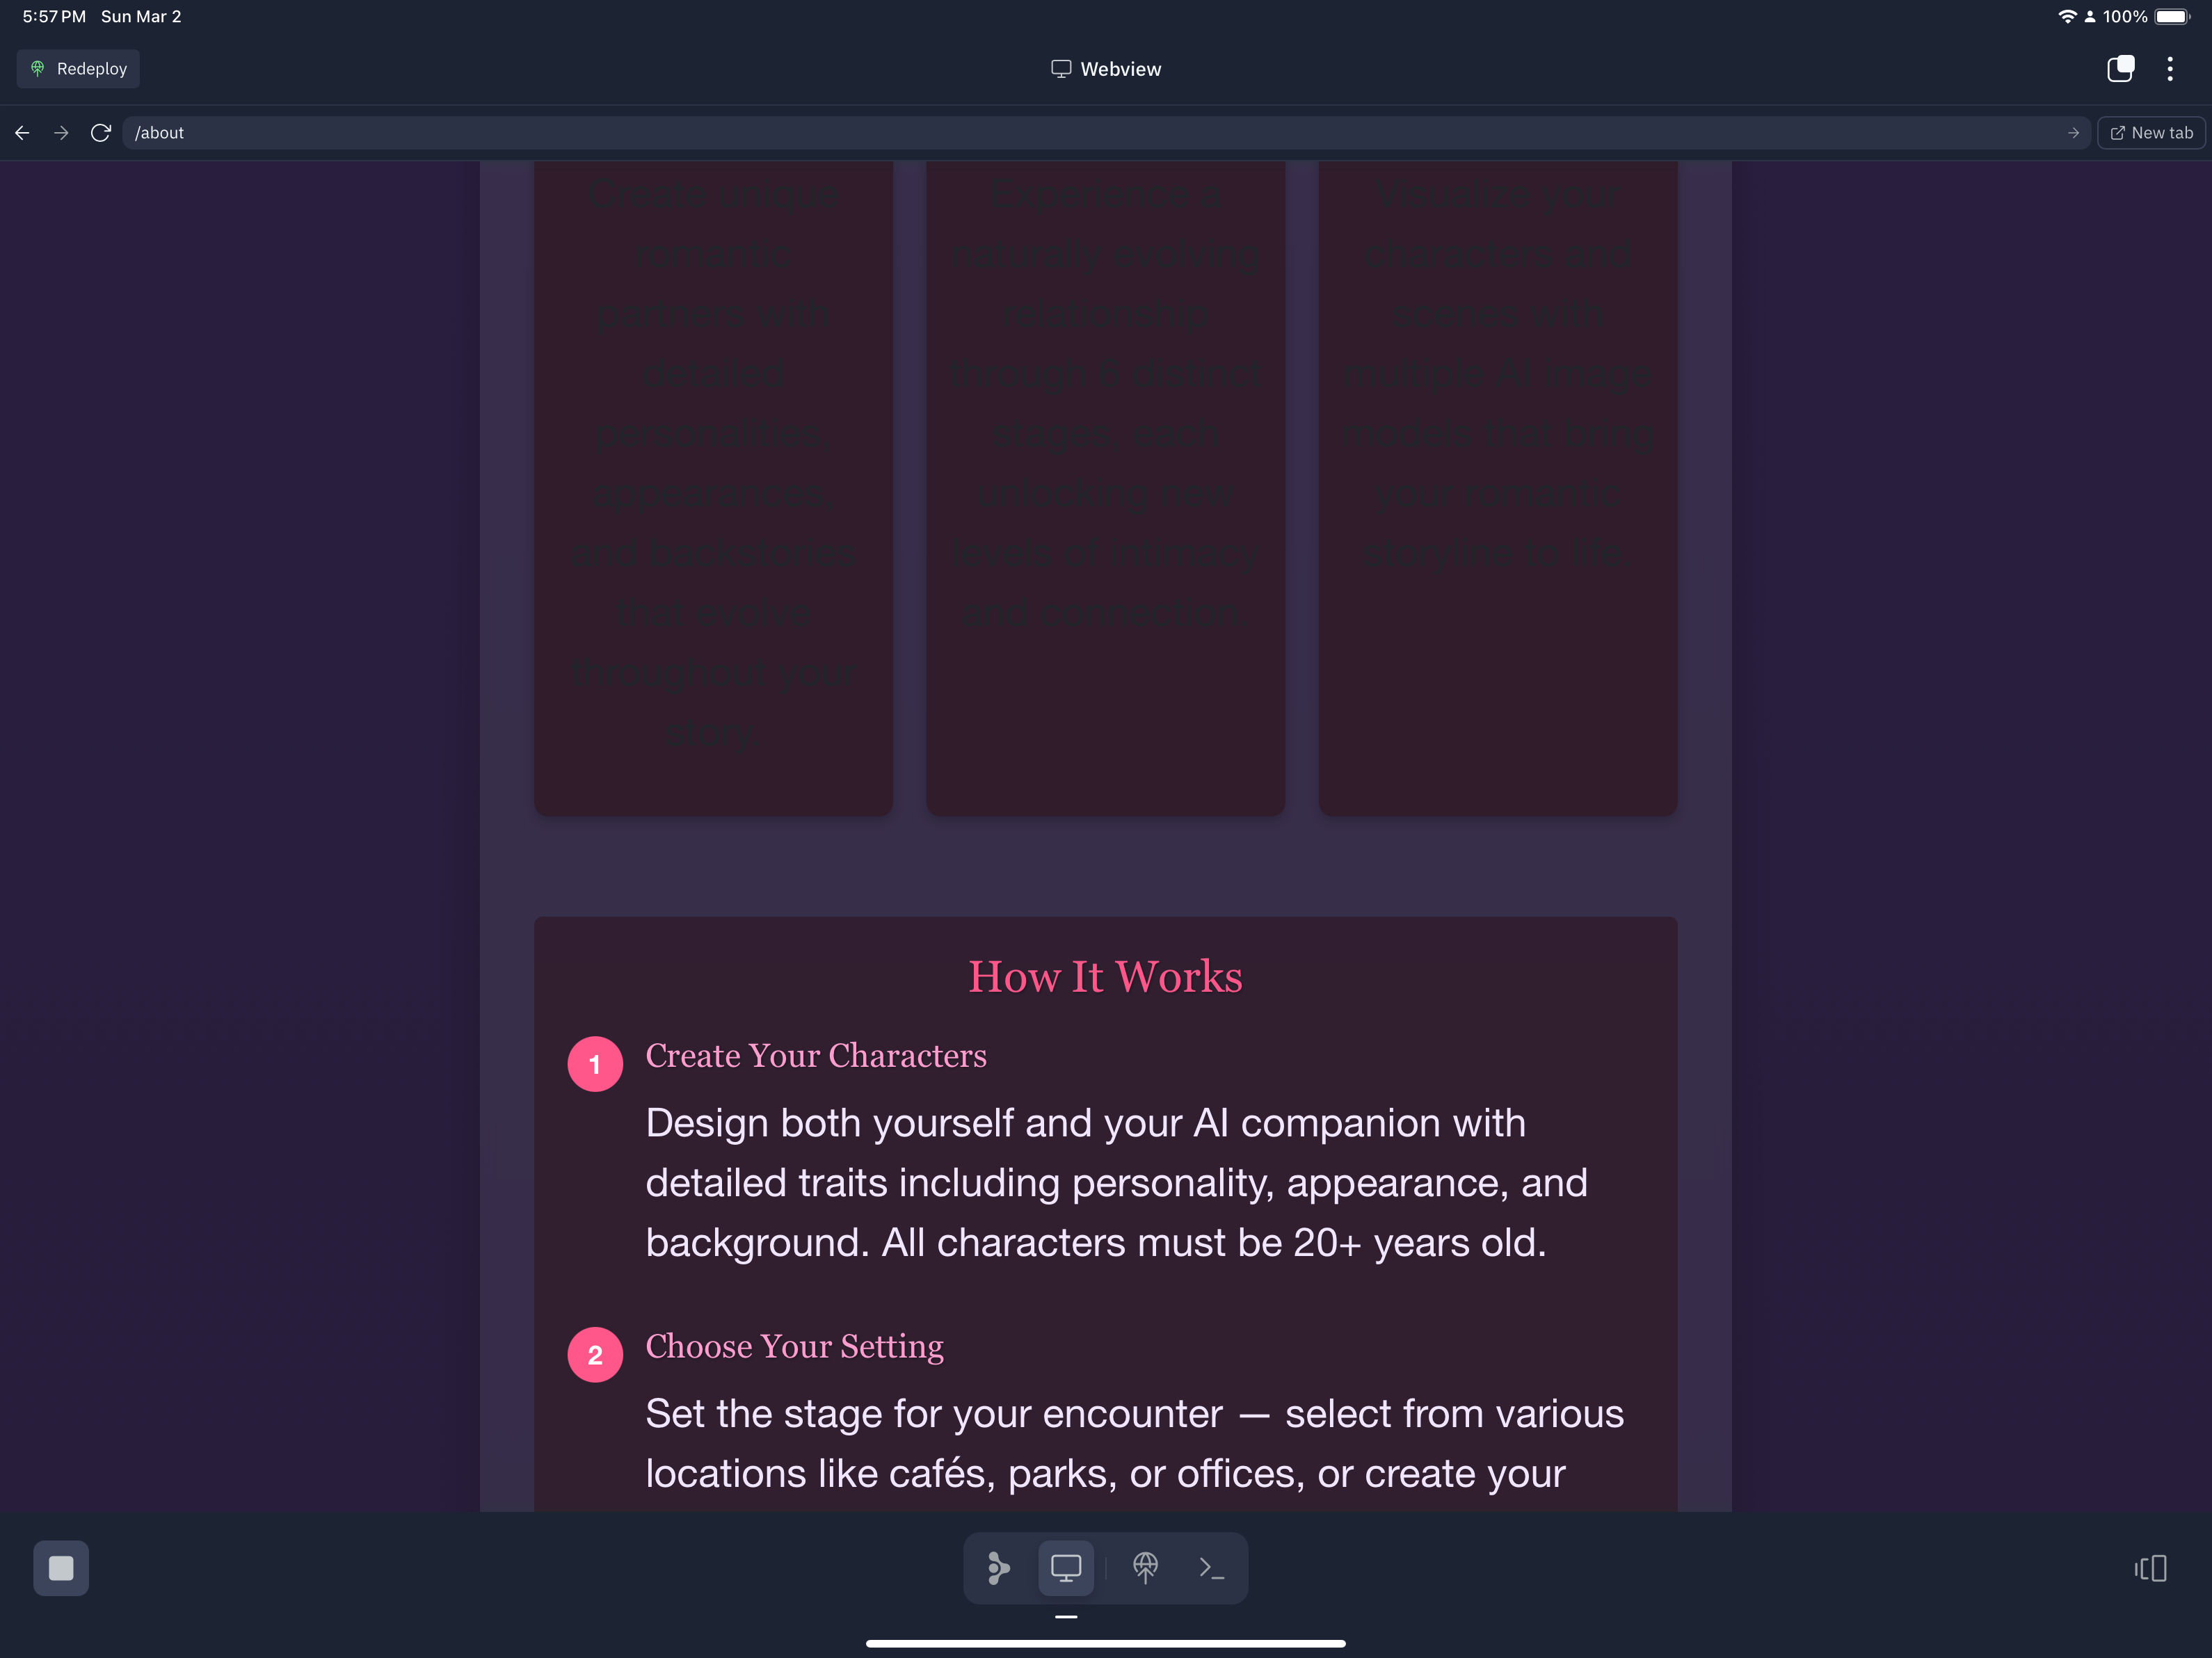 5:57 PM Sun Mar 2
100%
Redeploy
Webview
/about
New tab
Create unique
romantic
partners with
detailed
personalities,
appearances,
and backstories
that evolve
throughout your
story.
Experience a
naturally evolving
relationship
through 6 distinct
stages, each
unlocking new
levels of intimacy
and connection.
Visualize your
characters and
scenes with
multiple AI image
models that bring
your romantic
storyline to life.
How It Works
1
Create Your Characters
Design both yourself and your AI companion with
detailed traits including personality, appearance, and
background. All characters must be 20+ years old.
2
Choose Your Setting
Set the stage for your encounter — select from various
locations like cafés, parks, or offices, or create your